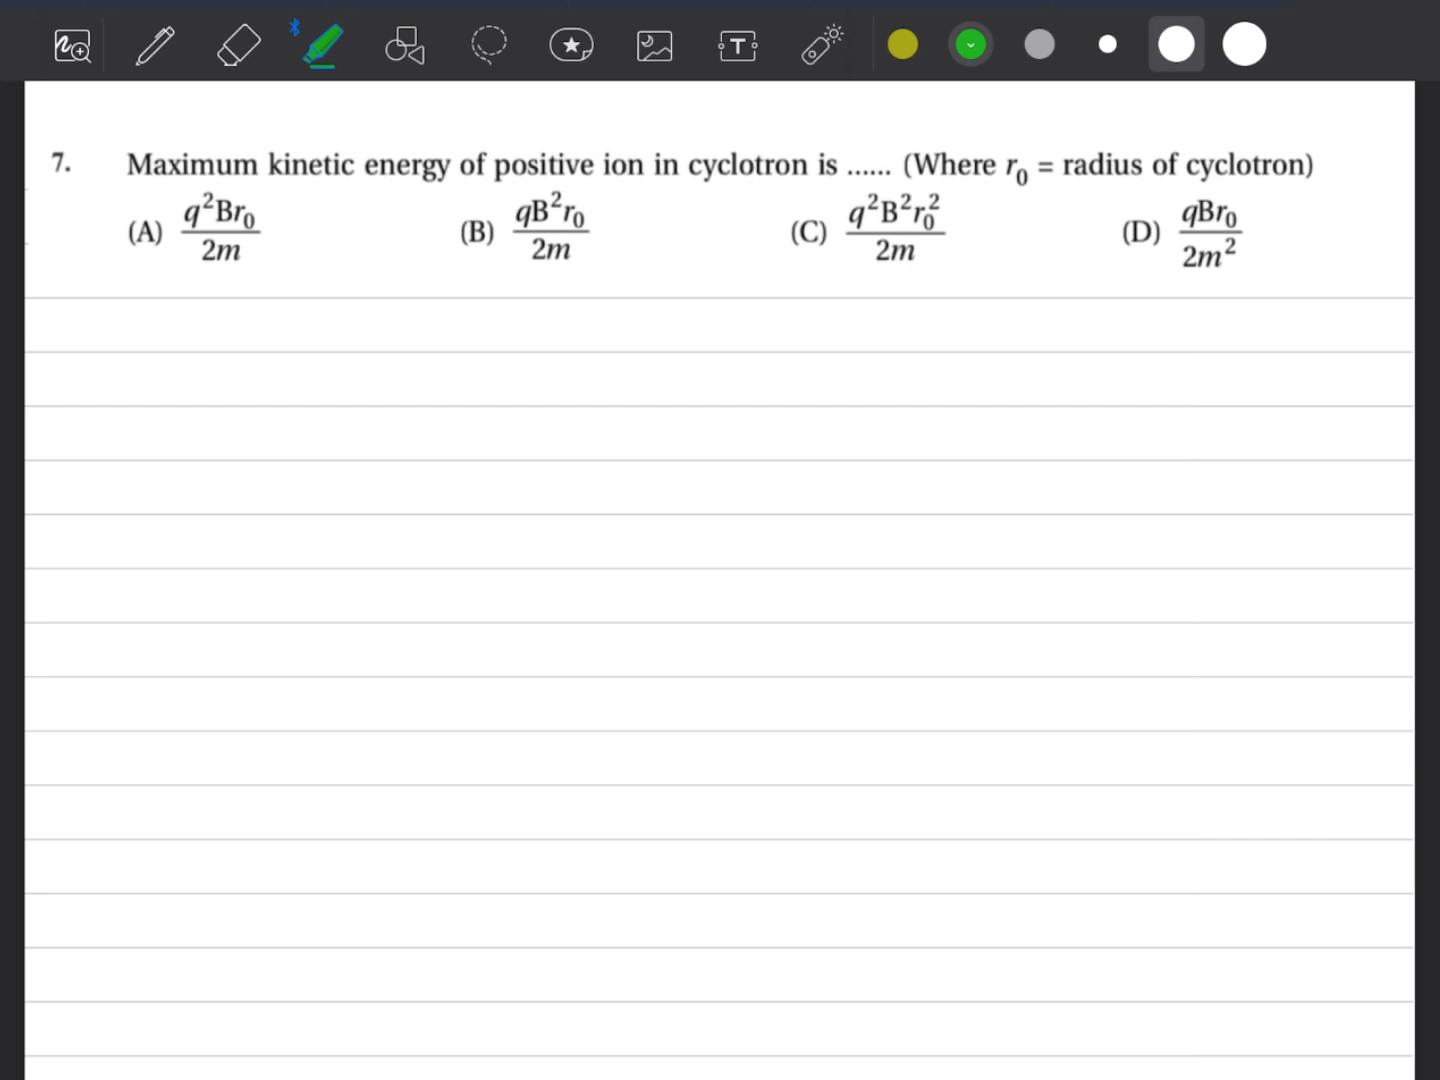 7. Maximum kinetic energy of positive ion in cyclotron is ...... (Where r₀ = radius of cyclotron)
(A) q²Br₀/2m (B) qB²r₀/2m (C) q²B²r₀²/2m (D) qBr₀/2m²